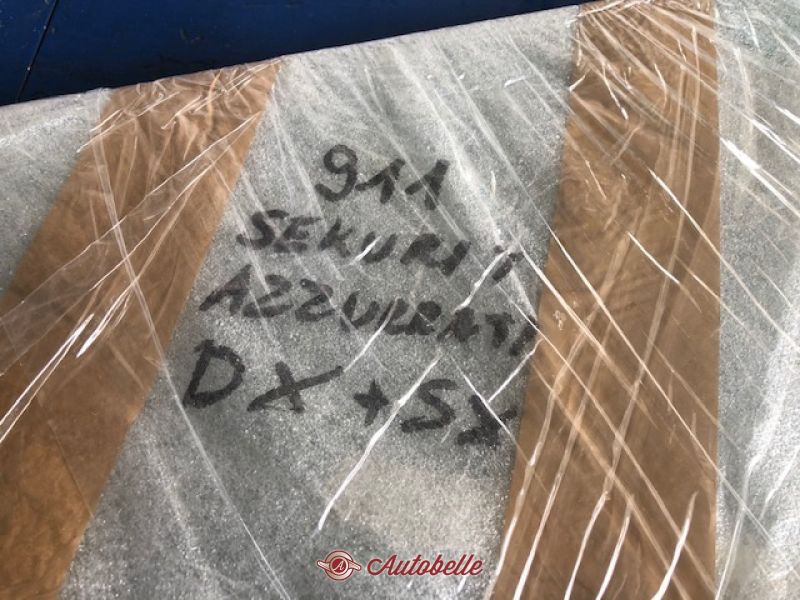 911
SEKURIT
AZZURRATI
DX + SX
Autobelle